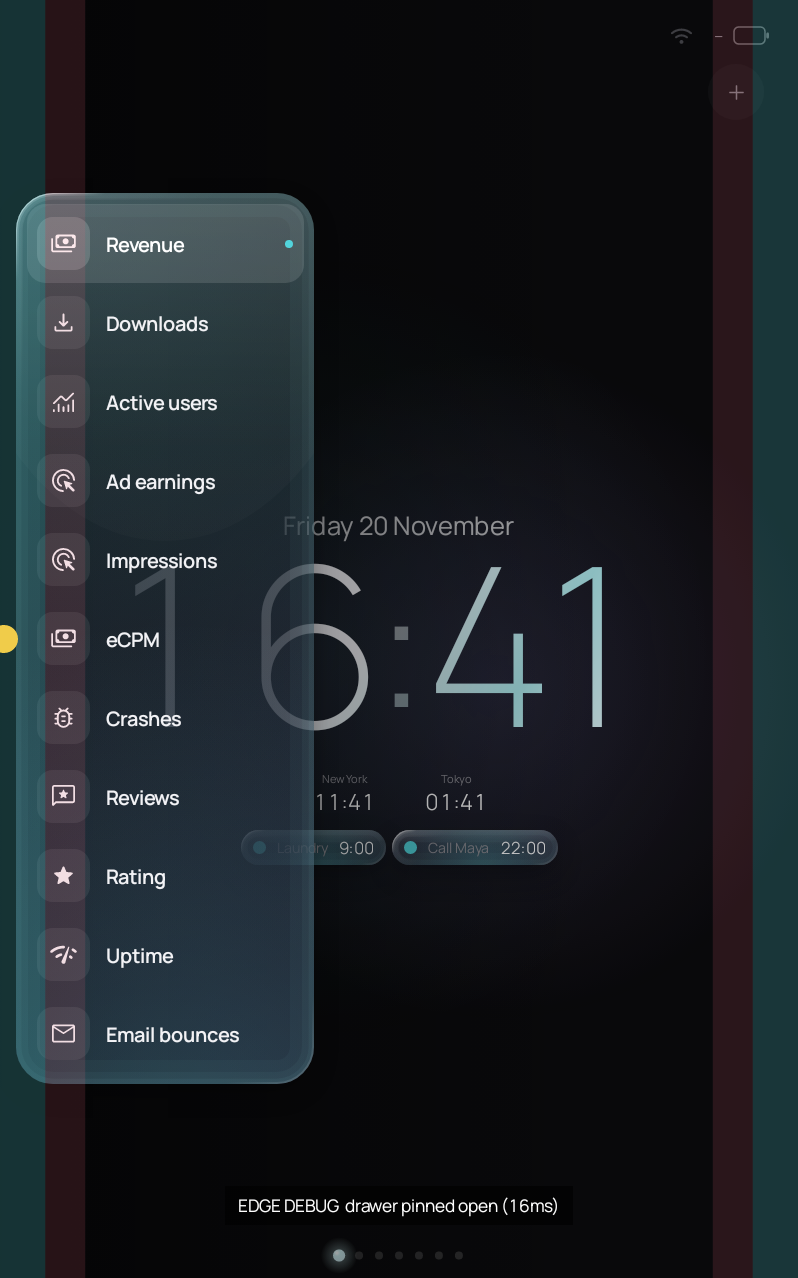 –
+
Revenue
Downloads
Active users
Ad earnings
Friday 20 November
Impressions
16:41
eCPM
Crashes
New York
Tokyo
11:41
01:41
Reviews
Laundry 9:00
Call Maya 22:00
Rating
Uptime
Email bounces
EDGE DEBUG drawer pinned open (16ms)